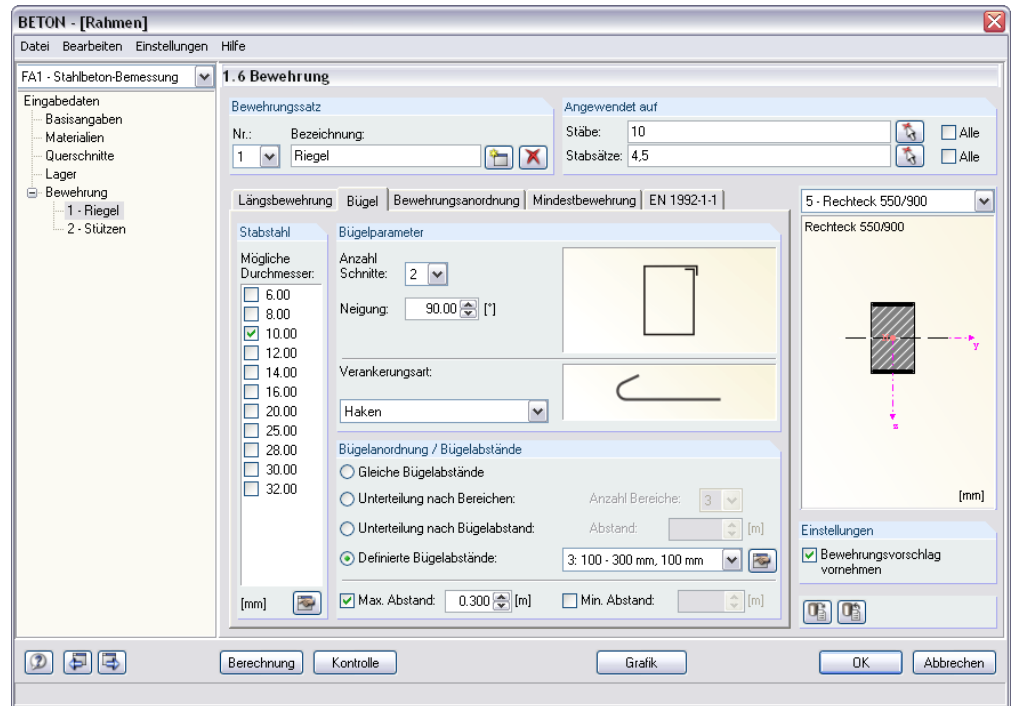 BETON - [Rahmen]
Datei Bearbeiten Einstellungen Hilfe
FA1 - Stahlbeton-Bemessung
1.6 Bewehrung
Eingabedaten
Basisangaben
Materialien
Querschnitte
Lager
Bewehrung
1 - Riegel
2 - Stützen
Bewehrungssatz
Nr.: Bezeichnung:
1 Riegel
Angewendet auf
Stäbe: 10 Alle
Stabsätze: 4,5 Alle
Längsbewehrung Bügel Bewehrungsanordnung Mindestbewehrung EN 1992-1-1
Stabstahl
Mögliche
Durchmesser:
6.00
8.00
10.00
12.00
14.00
16.00
20.00
25.00
28.00
30.00
32.00
[mm]
Bügelparameter
Anzahl
Schnitte: 2
Neigung: 90.00 [°]
Verankerungsart:
Haken
Bügelanordnung / Bügelabstände
Gleiche Bügelabstände
Unterteilung nach Bereichen: Anzahl Bereiche: 3
Unterteilung nach Bügelabstand: Abstand: [m]
Definierte Bügelabstände: 3: 100 - 300 mm, 100 mm
Max. Abstand: 0.300 [m] Min. Abstand: [m]
5 - Rechteck 550/900
Rechteck 550/900
y
z
[mm]
Einstellungen
Bewehrungsvorschlag
vornehmen
Berechnung Kontrolle Grafik OK Abbrechen